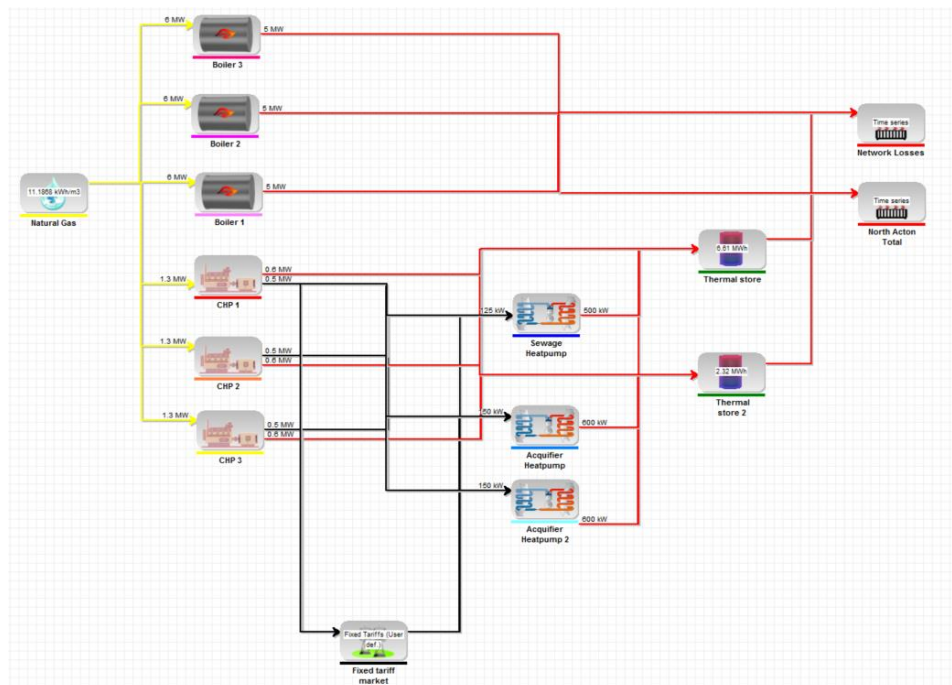 6 MW
5 MW
Boiler 3
6 MW
5 MW
Boiler 2
Time series
Network Losses
6 MW
5 MW
Boiler 1
11.1868 kWh/m3
Natural Gas
Time series
North Acton
Total
1.3 MW
0.6 MW
0.5 MW
CHP 1
6.61 MWh
Thermal store
125 kW
500 kW
Sewage
Heatpump
1.3 MW
0.5 MW
0.6 MW
CHP 2
2.32 MWh
Thermal
store 2
1.3 MW
0.5 MW
0.6 MW
CHP 3
50 kW
600 kW
Acquifier
Heatpump
150 kW
600 kW
Acquifier
Heatpump 2
Fixed Tariffs (User
def.)
Fixed tariff
market